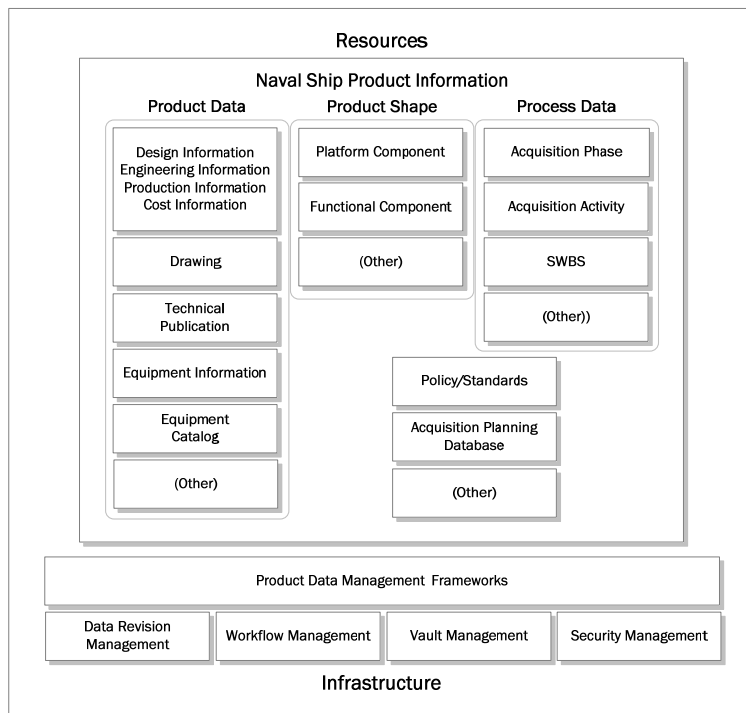 Resources
Naval Ship Product Information
Product Data
Design Information
Engineering Information
Production Information
Cost Information
Drawing
Technical
Publication
Equipment Information
Equipment
Catalog
(Other)
Product Shape
Platform Component
Functional Component
(Other)
Process Data
Acquisition Phase
Acquisition Activity
SWBS
(Other))
Policy/Standards
Acquisition Planning
Database
(Other)
Product Data Management Frameworks
Data Revision
Management
Workflow Management
Vault Management
Security Management
Infrastructure